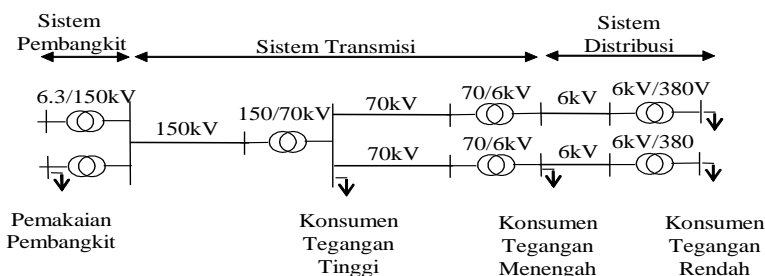 Sistem
Pembangkit
Sistem Transmisi
Sistem
Distribusi
6.3/150kV
150kV
150/70kV
70kV
70/6kV
6kV
6kV/380V
70kV
70/6kV
6kV
6kV/380
Pemakaian
Pembangkit
Konsumen
Tegangan
Tinggi
Konsumen
Tegangan
Menengah
Konsumen
Tegangan
Rendah